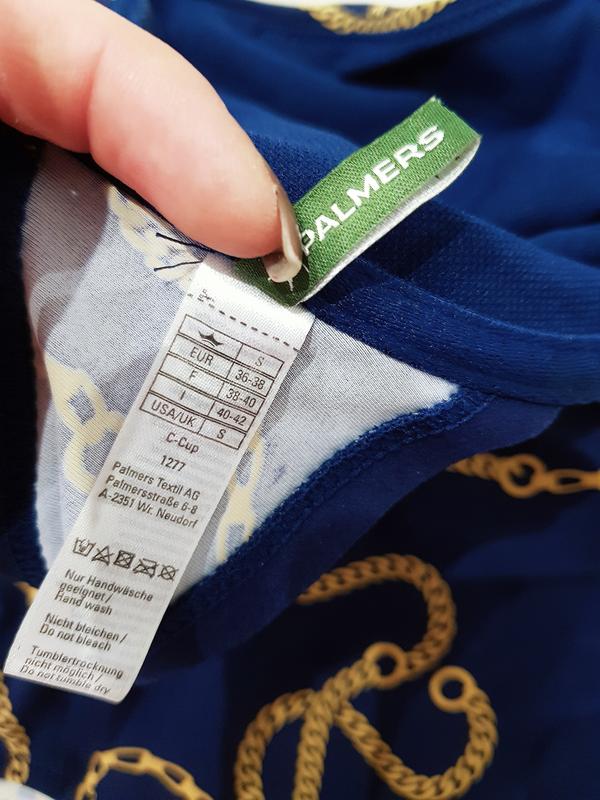 PALMERS
S
EUR 36-38
F 38-40
I 40-42
USA/UK S
C-Cup
1277
Palmers Textil AG
Palmersstraße 6-8
A-2351 Wr. Neudorf
Nur Handwäsche
geeignet/
Hand wash
Nicht bleichen/
Do not bleach
Tumblertrocknung
nicht möglich/
Do not tumble dry